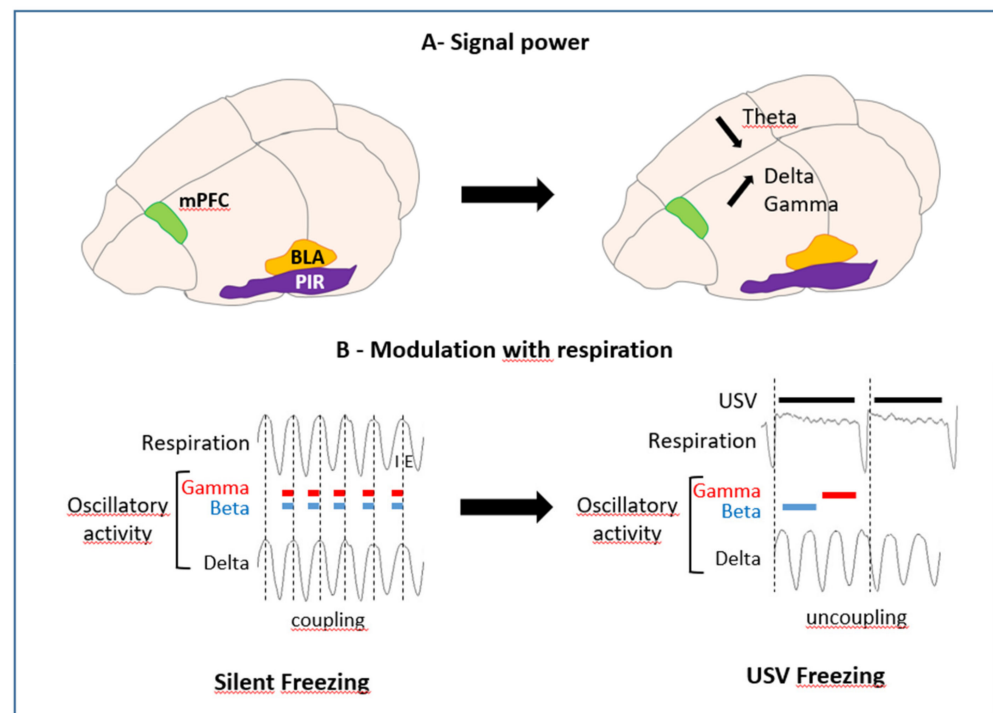 A- Signal power
mPFC
BLA
PIR
Theta
Delta
Gamma
B - Modulation with respiration
Respiration
I E
Gamma
Beta
Oscillatory
activity
Delta
coupling
Silent Freezing
USV
Respiration
Gamma
Beta
Oscillatory
activity
Delta
uncoupling
USV Freezing